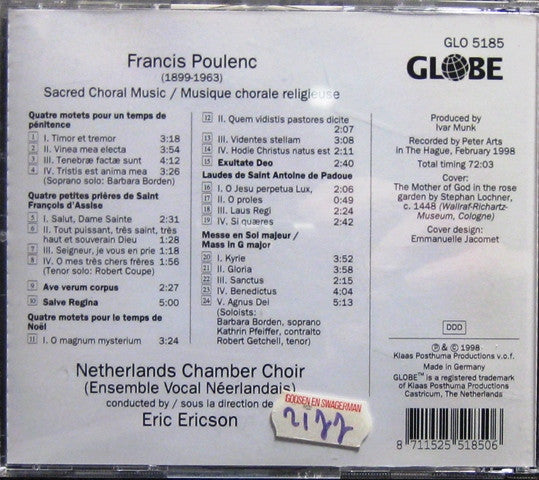 Francis Poulenc
(1899-1963)
Sacred Choral Music / Musique chorale religieuse
Quatre motets pour un temps de
pénitence
1 I. Timor et tremor 3:18
2 II. Vinea mea electa 3:54
3 III. Tenebræ factæ sunt 4:12
4 IV. Tristis est anima mea 3:26
(Soprano solo: Barbara Borden)
Quatre petites prières de Saint
François d'Assise
5 I. Salut, Dame Sainte 2:31
6 II. Tout puissant, très saint, très
haut et souverain Dieu 1:28
7 III. Seigneur, je vous en prie 1:18
8 IV. O mes très chers frères 1:56
(Tenor solo: Robert Coupe)
9 Ave verum corpus 2:27
10 Salve Regina 5:00
Quatre motets pour le temps de
Noël
11 I. O magnum mysterium 3:24
12 II. Quem vidistis pastores dicite
2:07
13 III. Videntes stellam 3:08
14 IV. Hodie Christus natus est 2:11
15 Exultate Deo 2:40
Laudes de Saint Antoine de Padoue
16 I. O Jesu perpetua Lux, 2:06
17 II. O proles 0:49
18 III. Laus Regi 2:24
19 IV. Si quæres 2:42
Messe en Sol majeur /
Mass in G major
20 I. Kyrie 3:52
21 II. Gloria 3:58
22 III. Sanctus 2:15
23 IV. Benedictus 4:04
24 V. Agnus Dei 5:13
(Soloists:
Barbara Borden, soprano
Kathrin Pfeiffer, contralto
Robert Getchell, tenor)
Netherlands Chamber Choir
(Ensemble Vocal Néerlandais)
conducted by / sous la direction de
Eric Ericson
GOOSEN EN SWAGERMAN
2177
GLO 5185
GLOBE
Produced by
Ivar Munk
Recorded by Peter Arts
in The Hague, February 1998
Total timing 72:03
Cover:
The Mother of God in the rose
garden by Stephan Lochner,
c. 1448 (Wallraf-Richartz-
Museum, Cologne)
Cover design:
Emmanuelle Jacomet
DDD
℗ & © 1998
Klaas Posthuma Productions v.o.f.
Made in Germany
GLOBE™ is a registered trademark
of Klaas Posthuma Productions
Castricum, The Netherlands
8 711525 518506